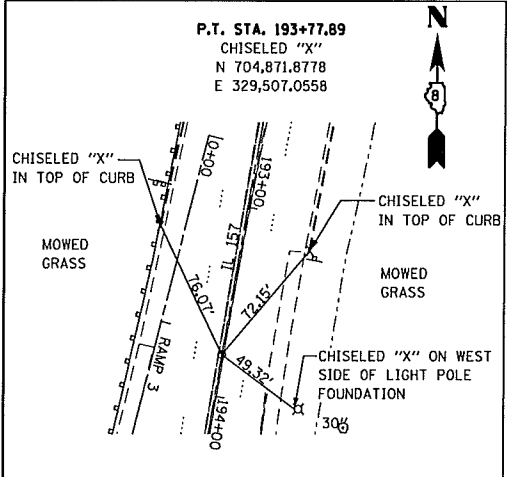 P.T. STA. 193+77.89
CHISELED "X"
N 704,871.8778
E 329,507.0558
N
8
CHISELED "X"
IN TOP OF CURB
10+00
193+00
CHISELED "X"
IN TOP OF CURB
MOWED
GRASS
IL 157
MOWED
GRASS
76.07'
72.15'
L RAMP 3
49.32'
CHISELED "X" ON WEST
SIDE OF LIGHT POLE
FOUNDATION
194+00